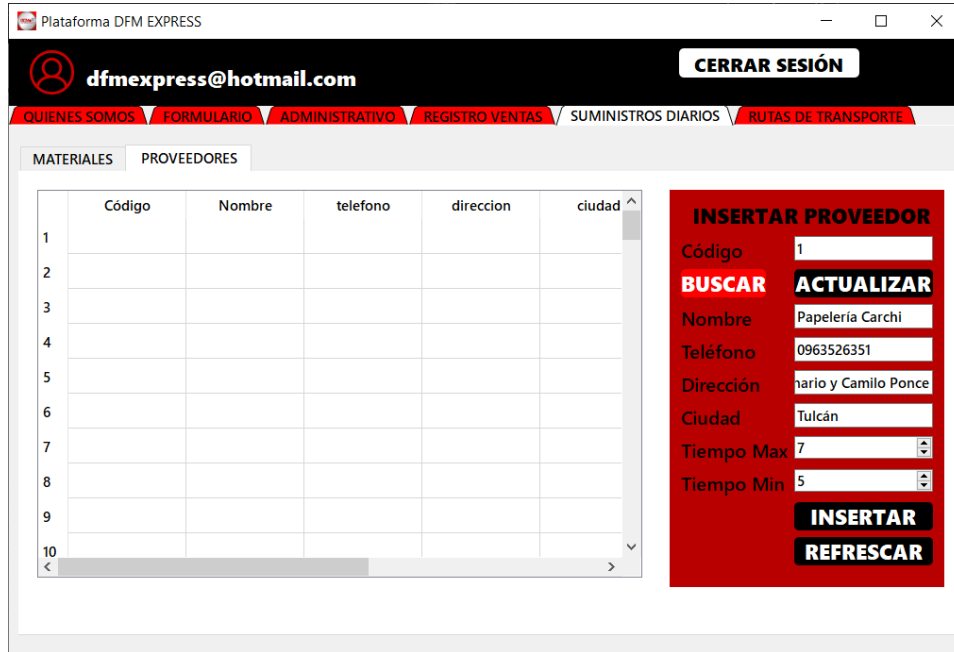 Plataforma DFM EXPRESS
dfmexpress@hotmail.com
CERRAR SESIÓN
QUIENES SOMOS FORMULARIO ADMINISTRATIVO REGISTRO VENTAS SUMINISTROS DIARIOS RUTAS DE TRANSPORTE
MATERIALES PROVEEDORES
Código Nombre telefono direccion ciudad
1
2
3
4
5
6
7
8
9
10
INSERTAR PROVEEDOR
Código 1
BUSCAR ACTUALIZAR
Nombre Papelería Carchi
Teléfono 0963526351
Dirección nario y Camilo Ponce
Ciudad Tulcán
Tiempo Max 7
Tiempo Min 5
INSERTAR
REFRESCAR